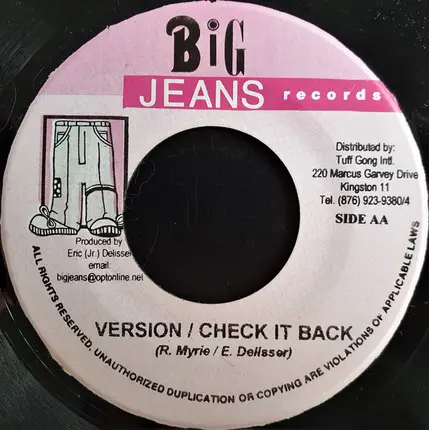 BiG
JEANS records
Distributed by:
Tuff Gong Intl.
220 Marcus Garvey Drive
Kingston 11
Tel. (876) 923-9380/4
SIDE AA
Produced by
Eric (Jr.) Delisser
email:
bigjeans@optonline.net
VERSION / CHECK IT BACK
(R. Myrie / E. Delisser)
ALL RIGHTS RESERVED. UNAUTHORIZED DUPLICATION OR COPYING ARE VIOLATIONS OF APPLICABLE LAWS